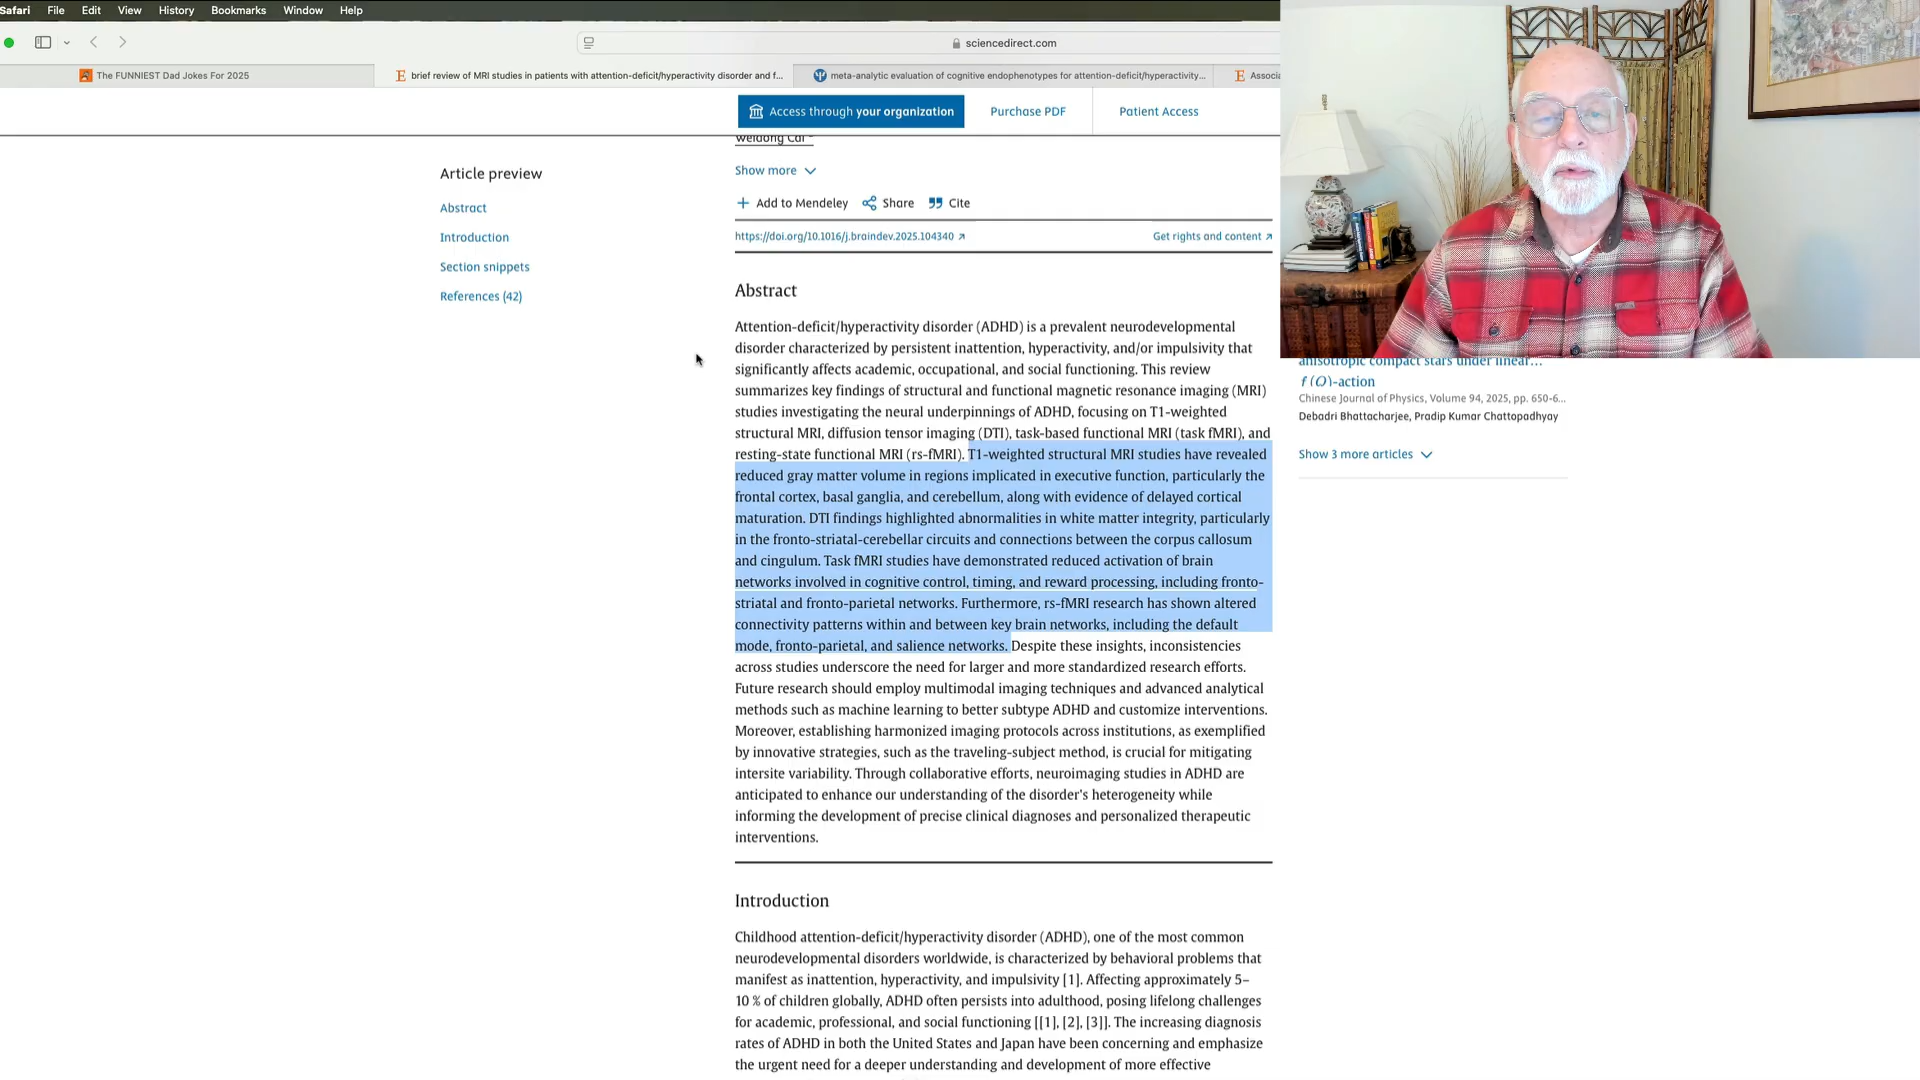 Safari File Edit View History Bookmarks Window Help
sciencedirect.com
The FUNNIEST Dad Jokes For 2025
brief review of MRI studies in patients with attention-deficit/hyperactivity disorder and f...
meta-analytic evaluation of cognitive endophenotypes for attention-deficit/hyperactivity...
Associa
Access through your organization
Purchase PDF
Patient Access
Article preview
Abstract
Introduction
Section snippets
References (42)
Weidong Cai
Show more
Add to Mendeley
Share
Cite
https://doi.org/10.1016/j.braindev.2025.104340
Get rights and content
Abstract
Attention-deficit/hyperactivity disorder (ADHD) is a prevalent neurodevelopmental
disorder characterized by persistent inattention, hyperactivity, and/or impulsivity that
significantly affects academic, occupational, and social functioning. This review
summarizes key findings of structural and functional magnetic resonance imaging (MRI)
studies investigating the neural underpinnings of ADHD, focusing on T1-weighted
structural MRI, diffusion tensor imaging (DTI), task-based functional MRI (task fMRI), and
resting-state functional MRI (rs-fMRI). T1-weighted structural MRI studies have revealed
reduced gray matter volume in regions implicated in executive function, particularly the
frontal cortex, basal ganglia, and cerebellum, along with evidence of delayed cortical
maturation. DTI findings highlighted abnormalities in white matter integrity, particularly
in the fronto-striatal-cerebellar circuits and connections between the corpus callosum
and cingulum. Task fMRI studies have demonstrated reduced activation of brain
networks involved in cognitive control, timing, and reward processing, including fronto-
striatal and fronto-parietal networks. Furthermore, rs-fMRI research has shown altered
connectivity patterns within and between key brain networks, including the default
mode, fronto-parietal, and salience networks. Despite these insights, inconsistencies
across studies underscore the need for larger and more standardized research efforts.
Future research should employ multimodal imaging techniques and advanced analytical
methods such as machine learning to better subtype ADHD and customize interventions.
Moreover, establishing harmonized imaging protocols across institutions, as exemplified
by innovative strategies, such as the traveling-subject method, is crucial for mitigating
intersite variability. Through collaborative efforts, neuroimaging studies in ADHD are
anticipated to enhance our understanding of the disorder's heterogeneity while
informing the development of precise clinical diagnoses and personalized therapeutic
interventions.
Introduction
Childhood attention-deficit/hyperactivity disorder (ADHD), one of the most common
neurodevelopmental disorders worldwide, is characterized by behavioral problems that
manifest as inattention, hyperactivity, and impulsivity [1]. Affecting approximately 5–
10 % of children globally, ADHD often persists into adulthood, posing lifelong challenges
for academic, professional, and social functioning [[1], [2], [3]]. The increasing diagnosis
rates of ADHD in both the United States and Japan have been concerning and emphasize
the urgent need for a deeper understanding and development of more effective
anisotropic compact stars under linear...
f(Q)-action
Chinese Journal of Physics, Volume 94, 2025, pp. 650-6...
Debadri Bhattacharjee, Pradip Kumar Chattopadhyay
Show 3 more articles